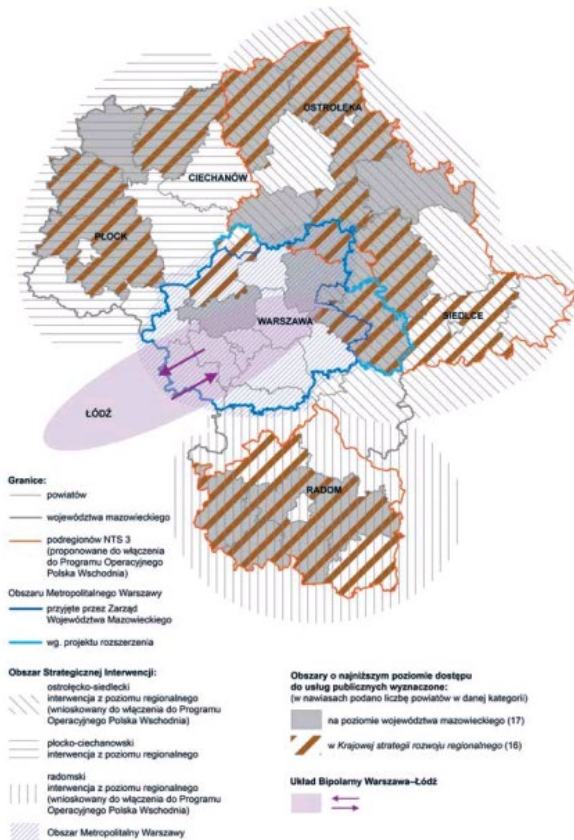 OSTROŁĘKA
CIECHANÓW
PŁOCK
WARSZAWA
SIEDLCE
ŁÓDŹ
RADOM
Granice:
powiatów
województwa mazowieckiego
podregionów NTS 3
(proponowane do włączenia
do Programu Operacyjnego
Polska Wschodnia)
Obszaru Metropolitalnego Warszawy
przyjęte przez Zarząd
Województwa Mazowieckiego
wg. projektu rozszerzenia
Obszar Strategicznej Interwencji:
ostrołęcko-siedlecki
interwencja z poziomu regionalnego
(wnioskowany do włączenia do Programu
Operacyjnego Polska Wschodnia)
płocko-ciechanowski
interwencja z poziomu regionalnego
radomski
interwencja z poziomu regionalnego
(wnioskowany do włączenia do Programu
Operacyjnego Polska Wschodnia)
Obszar Metropolitalny Warszawy
Obszary o najniższym poziomie dostępu
do usług publicznych wyznaczone:
(w nawiasach podano liczbę powiatów w danej kategorii)
na poziomie województwa mazowieckiego (17)
w Krajowej strategii rozwoju regionalnego (16)
Układ Bipolarny Warszawa–Łódź